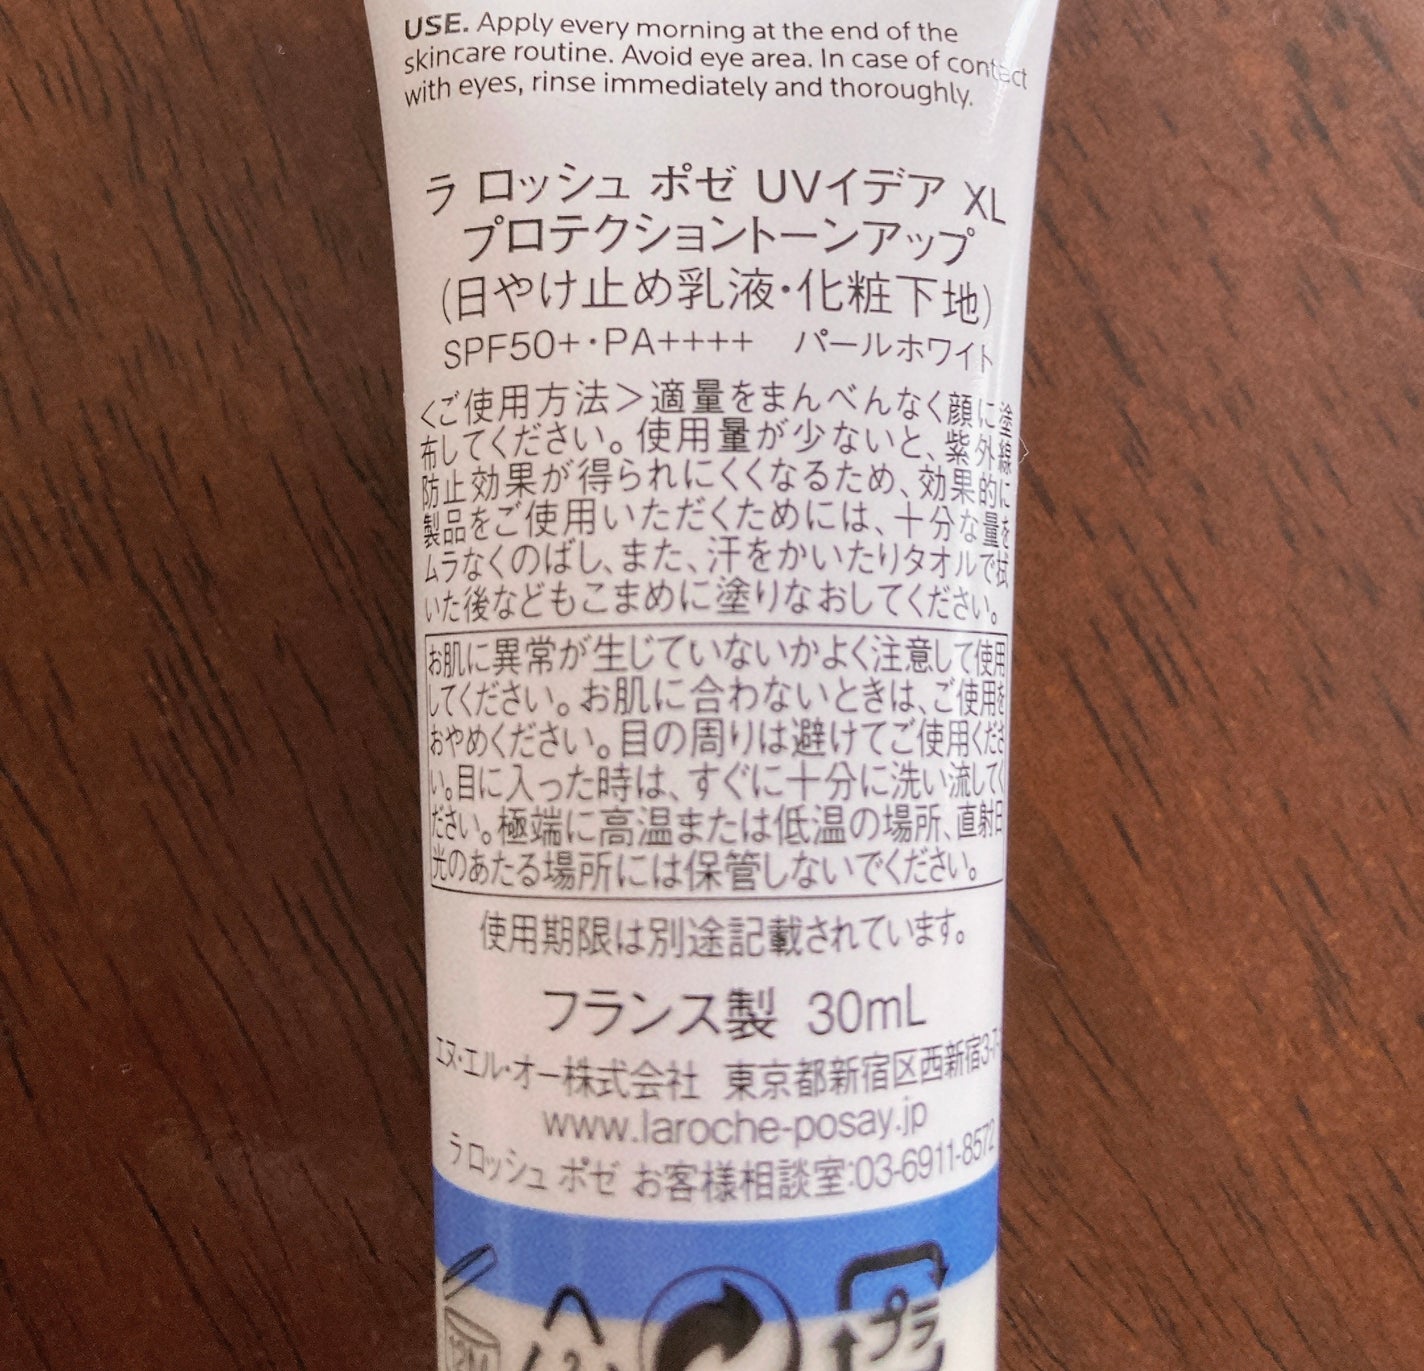 USE. Apply every morning at the end of the
skincare routine. Avoid eye area. In case of contact
with eyes, rinse immediately and thoroughly.
ラ ロッシュ ポゼ UVイデア XL
プロテクショントーンアップ
(日やけ止め乳液・化粧下地)
SPF50+・PA++++ パールホワイト
<ご使用方法>適量をまんべんなく顔に塗
布してください。使用量が少ないと、紫外線
防止効果が得られにくくなるため、効果的に
製品をご使用いただくためには、十分な量を
ムラなくのばし、また、汗をかいたりタオルで拭
いた後などもこまめに塗りなおしてください。
お肌に異常が生じていないかよく注意して使用
してください。お肌に合わないときは、ご使用を
おやめください。目の周りは避けてご使用くださ
い。目に入った時は、すぐに十分に洗い流してく
ださい。極端に高温または低温の場所、直射日
光のあたる場所には保管しないでください。
使用期限は別途記載されています。
フランス製 30mL
エヌ・エル・オー株式会社 東京都新宿区西新宿3-7-
www.laroche-posay.jp
ラ ロッシュ ポゼ お客様相談室:03-6911-8572
12M
2
プラ